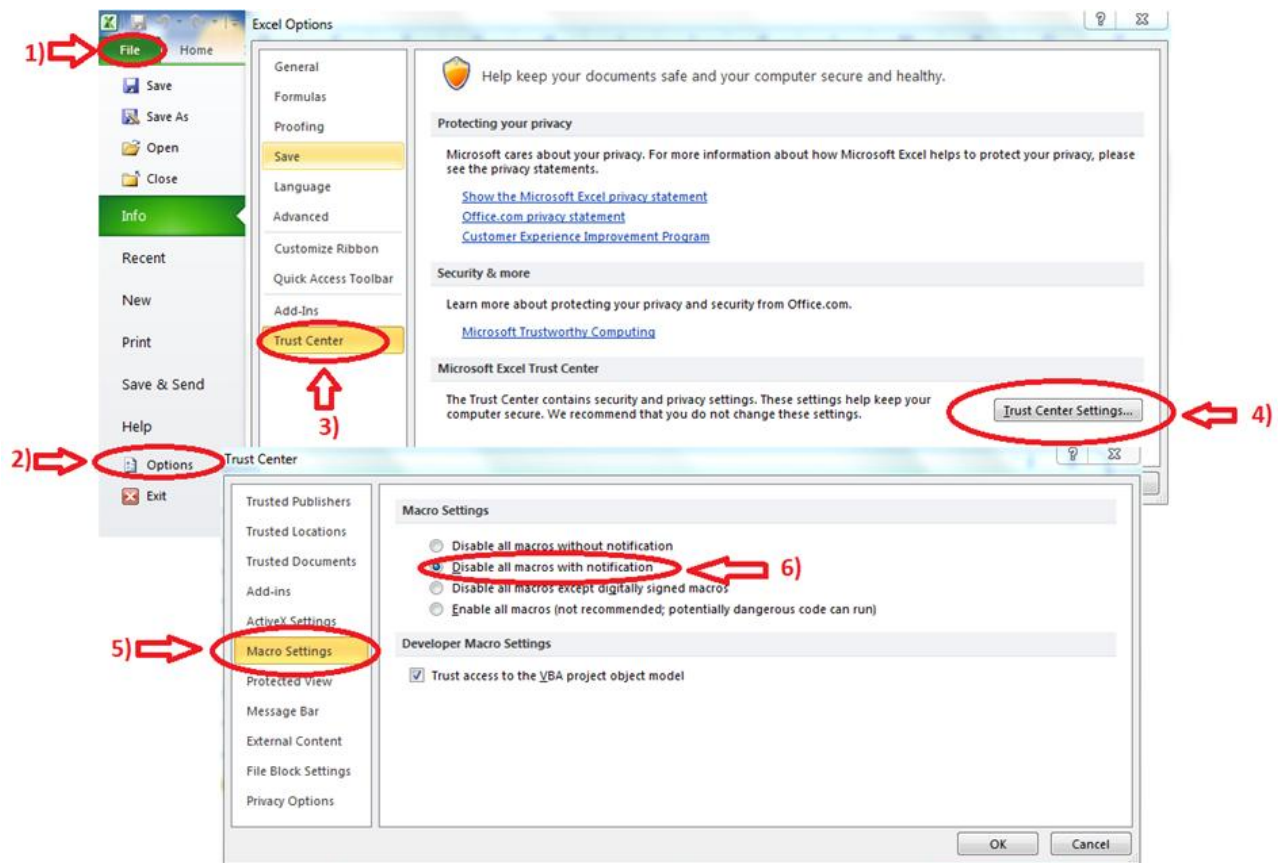 1)
File
Home
Save
Save As
Open
Close
Info
Recent
New
Print
Save & Send
Help
2)
Options
Exit
Excel Options
General
Formulas
Proofing
Save
Language
Advanced
Customize Ribbon
Quick Access Toolbar
Add-Ins
Trust Center
3)
Help keep your documents safe and your computer secure and healthy.
Protecting your privacy
Microsoft cares about your privacy. For more information about how Microsoft Excel helps to protect your privacy, please
see the privacy statements.
Show the Microsoft Excel privacy statement
Office.com privacy statement
Customer Experience Improvement Program
Security & more
Learn more about protecting your privacy and security from Office.com.
Microsoft Trustworthy Computing
Microsoft Excel Trust Center
The Trust Center contains security and privacy settings. These settings help keep your
computer secure. We recommend that you do not change these settings.
Trust Center Settings...
4)
Trust Center
Trusted Publishers
Trusted Locations
Trusted Documents
Add-ins
ActiveX Settings
5)
Macro Settings
Protected View
Message Bar
External Content
File Block Settings
Privacy Options
Macro Settings
Disable all macros without notification
Disable all macros with notification
6)
Disable all macros except digitally signed macros
Enable all macros (not recommended; potentially dangerous code can run)
Developer Macro Settings
Trust access to the VBA project object model
OK
Cancel